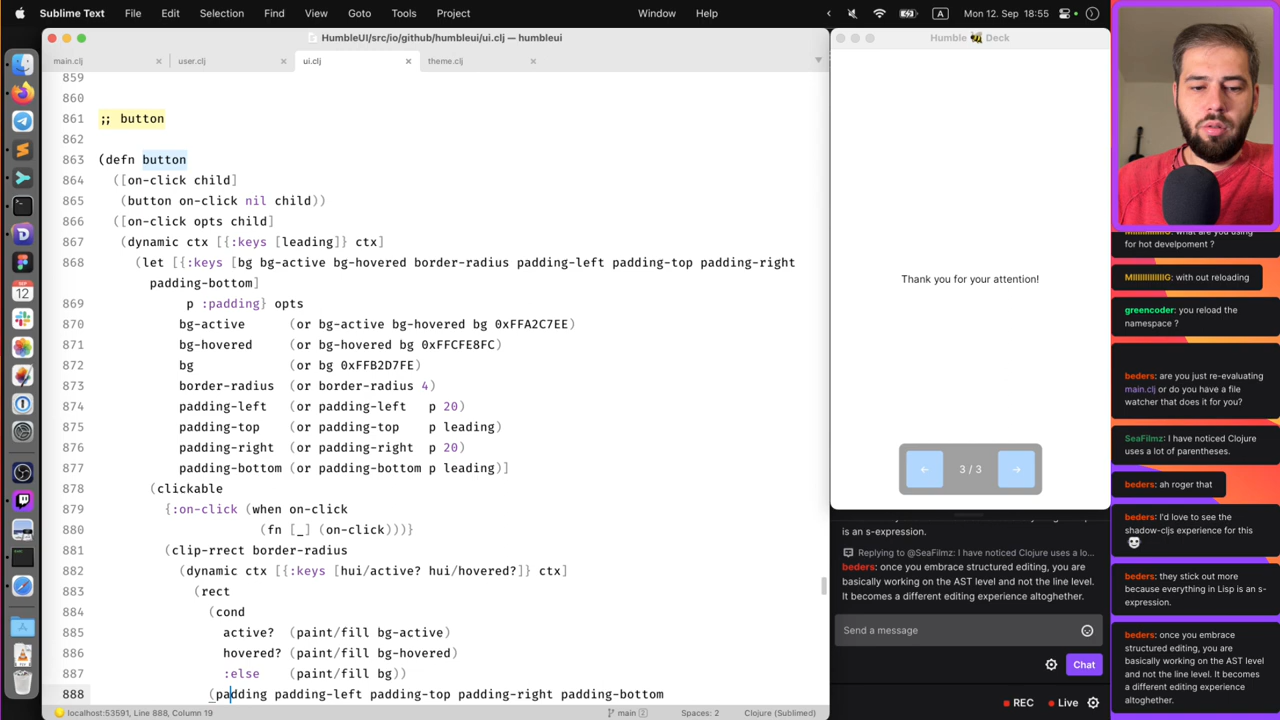 Sublime Text File Edit Selection Find View Goto Tools Project Window Help
A Mon 12. Sep 18:55
HumbleUI/src/io/github/humbleui/ui.clj — humbleui
main.clj user.clj ui.clj theme.clj
859
860
861 ;; button
862
863 (defn button
864 ([on-click child]
865 (button on-click nil child))
866 ([on-click opts child]
867 (dynamic ctx [{:keys [leading]} ctx]
868 (let [{:keys [bg bg-active bg-hovered border-radius padding-left padding-top padding-right
padding-bottom]
869 p :padding} opts
870 bg-active (or bg-active bg-hovered bg 0xFFA2C7EE)
871 bg-hovered (or bg-hovered bg 0xFFCFE8FC)
872 bg (or bg 0xFFB2D7FE)
873 border-radius (or border-radius 4)
874 padding-left (or padding-left p 20)
875 padding-top (or padding-top p leading)
876 padding-right (or padding-right p 20)
877 padding-bottom (or padding-bottom p leading)]
878 (clickable
879 {:on-click (when on-click
880 (fn [_] (on-click)))}
881 (clip-rrect border-radius
882 (dynamic ctx [{:keys [hui/active? hui/hovered?]} ctx]
883 (rect
884 (cond
885 active? (paint/fill bg-active)
886 hovered? (paint/fill bg-hovered)
887 :else (paint/fill bg))
888 (padding padding-left padding-top padding-right padding-bottom
localhost:53591, Line 888, Column 19
main 2 Spaces: 2 Clojure (Sublimed)
SEP
12
Humble 🐝 Deck
Thank you for your attention!
← 3 / 3 →
is an s-expression.
Replying to @SeaFilmz: I have noticed Clojure uses a lo...
beders: once you embrace structured editing, you are
basically working on the AST level and not the line level.
It becomes a different editing experience altoghether.
Send a message
Chat
REC Live
for hot develpoment ?
MIIIIIIIIIIIG: with out reloading
greencoder: you reload the
namespace ?
beders: are you just re-evaluating
main.clj or do you have a file
watcher that does it for you?
SeaFilmz: I have noticed Clojure
uses a lot of parentheses.
beders: ah roger that
beders: I'd love to see the
shadow-cljs experience for this
beders: they stick out more
because everything in Lisp is an s-
expression.
beders: once you embrace
structured editing, you are
basically working on the AST level
and not the line level. It becomes
a different editing experience
altoghether.